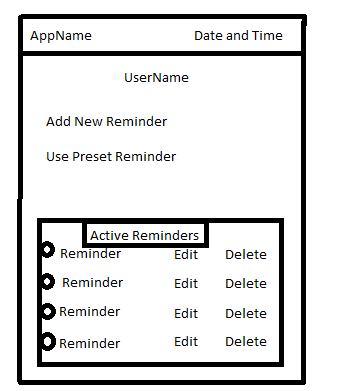 AppName Date and Time
UserName
Add New Reminder
Use Preset Reminder
Active Reminders
Reminder Edit Delete
Reminder Edit Delete
Reminder Edit Delete
Reminder Edit Delete